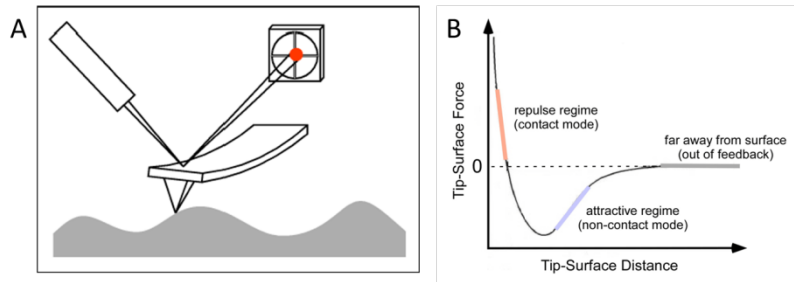 A
B
Tip-Surface Force
0
repulse regime
(contact mode)
far away from surface
(out of feedback)
attractive regime
(non-contact mode)
Tip-Surface Distance